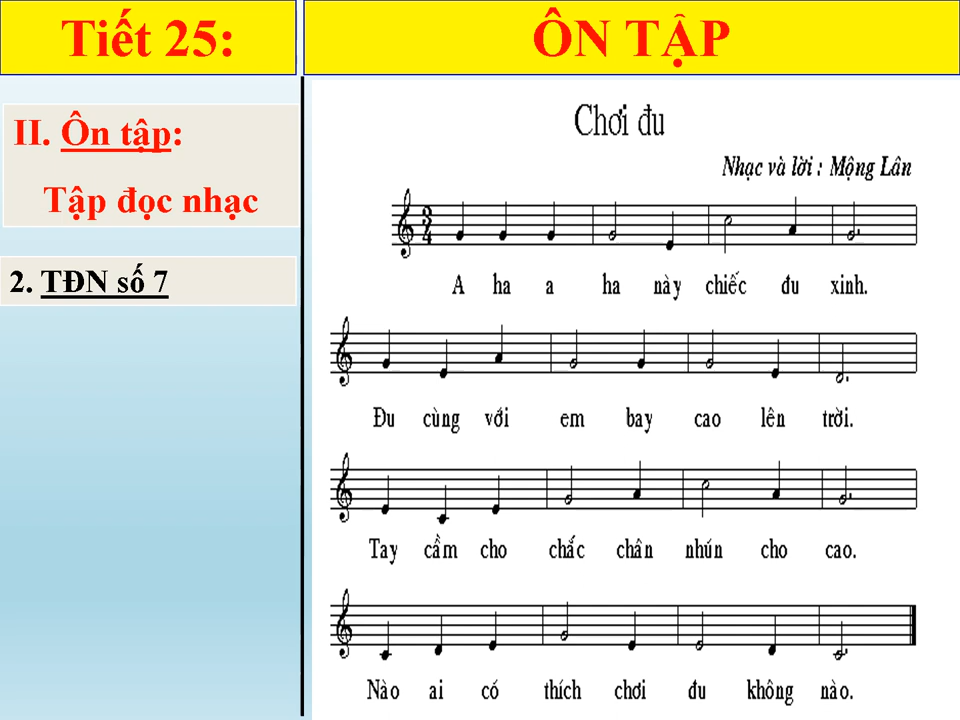 Tiết 25:
ÔN TẬP
II. Ôn tập:
Tập đọc nhạc
2. TĐN số 7
Chơi đu
Nhạc và lời : Mộng Lân
3
4
A ha a ha này chiếc đu xinh.
Đu cùng với em bay cao lên trời.
Tay cầm cho chắc chân nhún cho cao.
Nào ai có thích chơi đu không nào.